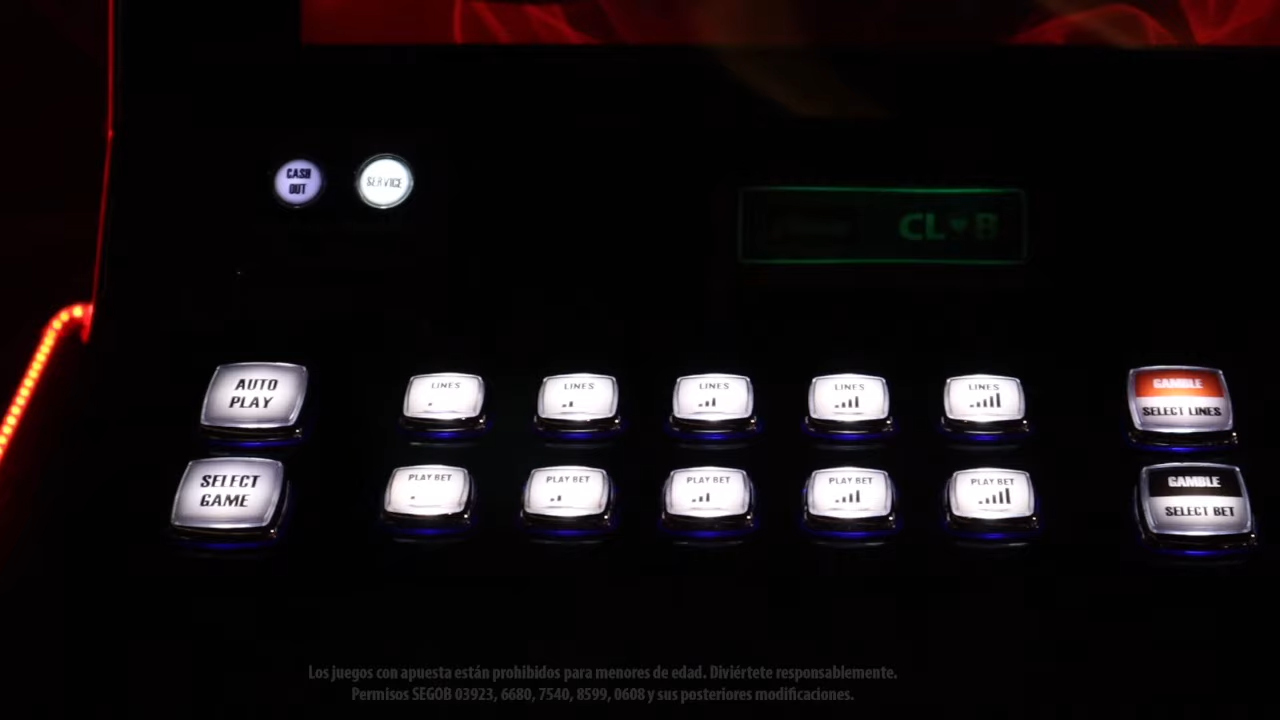 CASH
OUT
SERVICE
CL♥B
AUTO
PLAY
LINES
LINES
LINES
LINES
LINES
GAMBLE
SELECT LINES
SELECT
GAME
PLAY BET
PLAY BET
PLAY BET
PLAY BET
PLAY BET
GAMBLE
SELECT BET
Los juegos con apuesta están prohibidos para menores de edad. Diviértete responsablemente.
Permisos SEGOB 03923, 6680, 7540, 8599, 0608 y sus posteriores modificaciones.